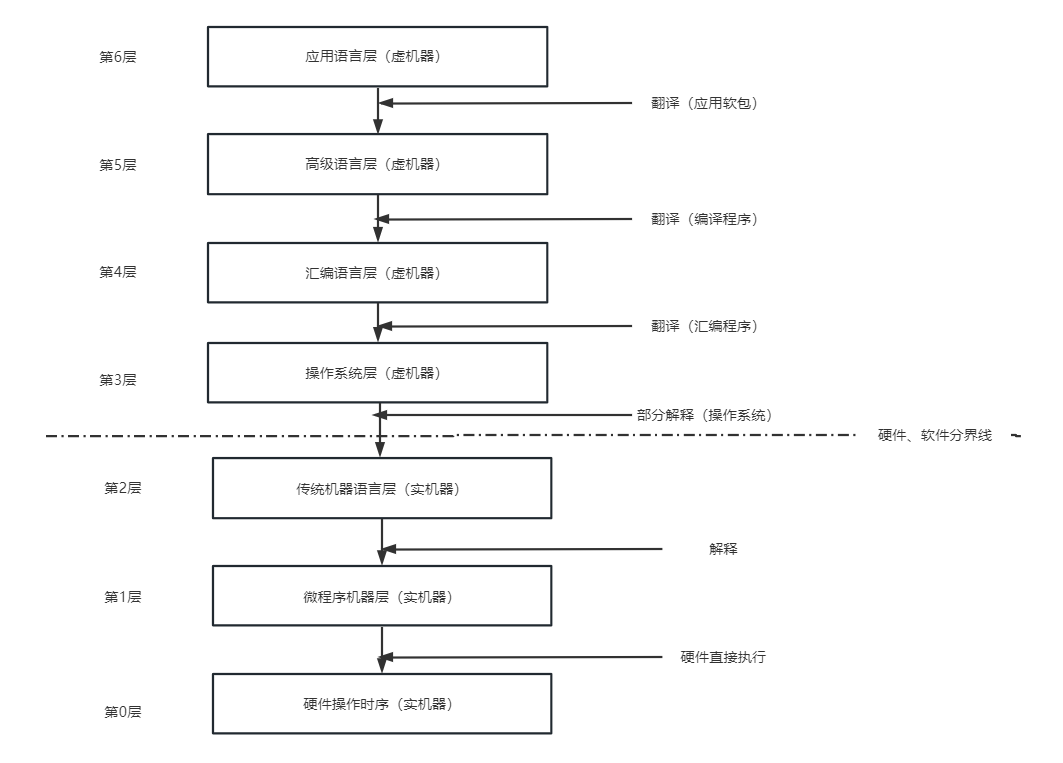 第6层
应用语言层（虚机器）
翻译（应用软包）
第5层
高级语言层（虚机器）
翻译（编译程序）
第4层
汇编语言层（虚机器）
翻译（汇编程序）
第3层
操作系统层（虚机器）
部分解释（操作系统）
硬件、软件分界线
第2层
传统机器语言层（实机器）
解释
第1层
微程序机器层（实机器）
硬件直接执行
第0层
硬件操作时序（实机器）